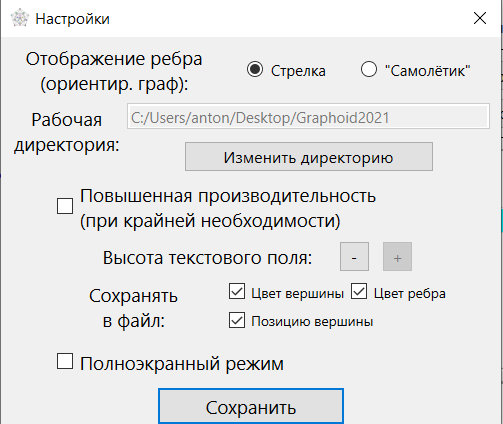 Настройки
Отображение ребра
(ориентир. граф):
Стрелка
"Самолётик"
Рабочая
директория:
C:/Users/anton/Desktop/Graphoid2021
Изменить директорию
Повышенная производительность
(при крайней необходимости)
Высота текстового поля:
-
+
Сохранять
в файл:
Цвет вершины
Цвет ребра
Позицию вершины
Полноэкранный режим
Сохранить